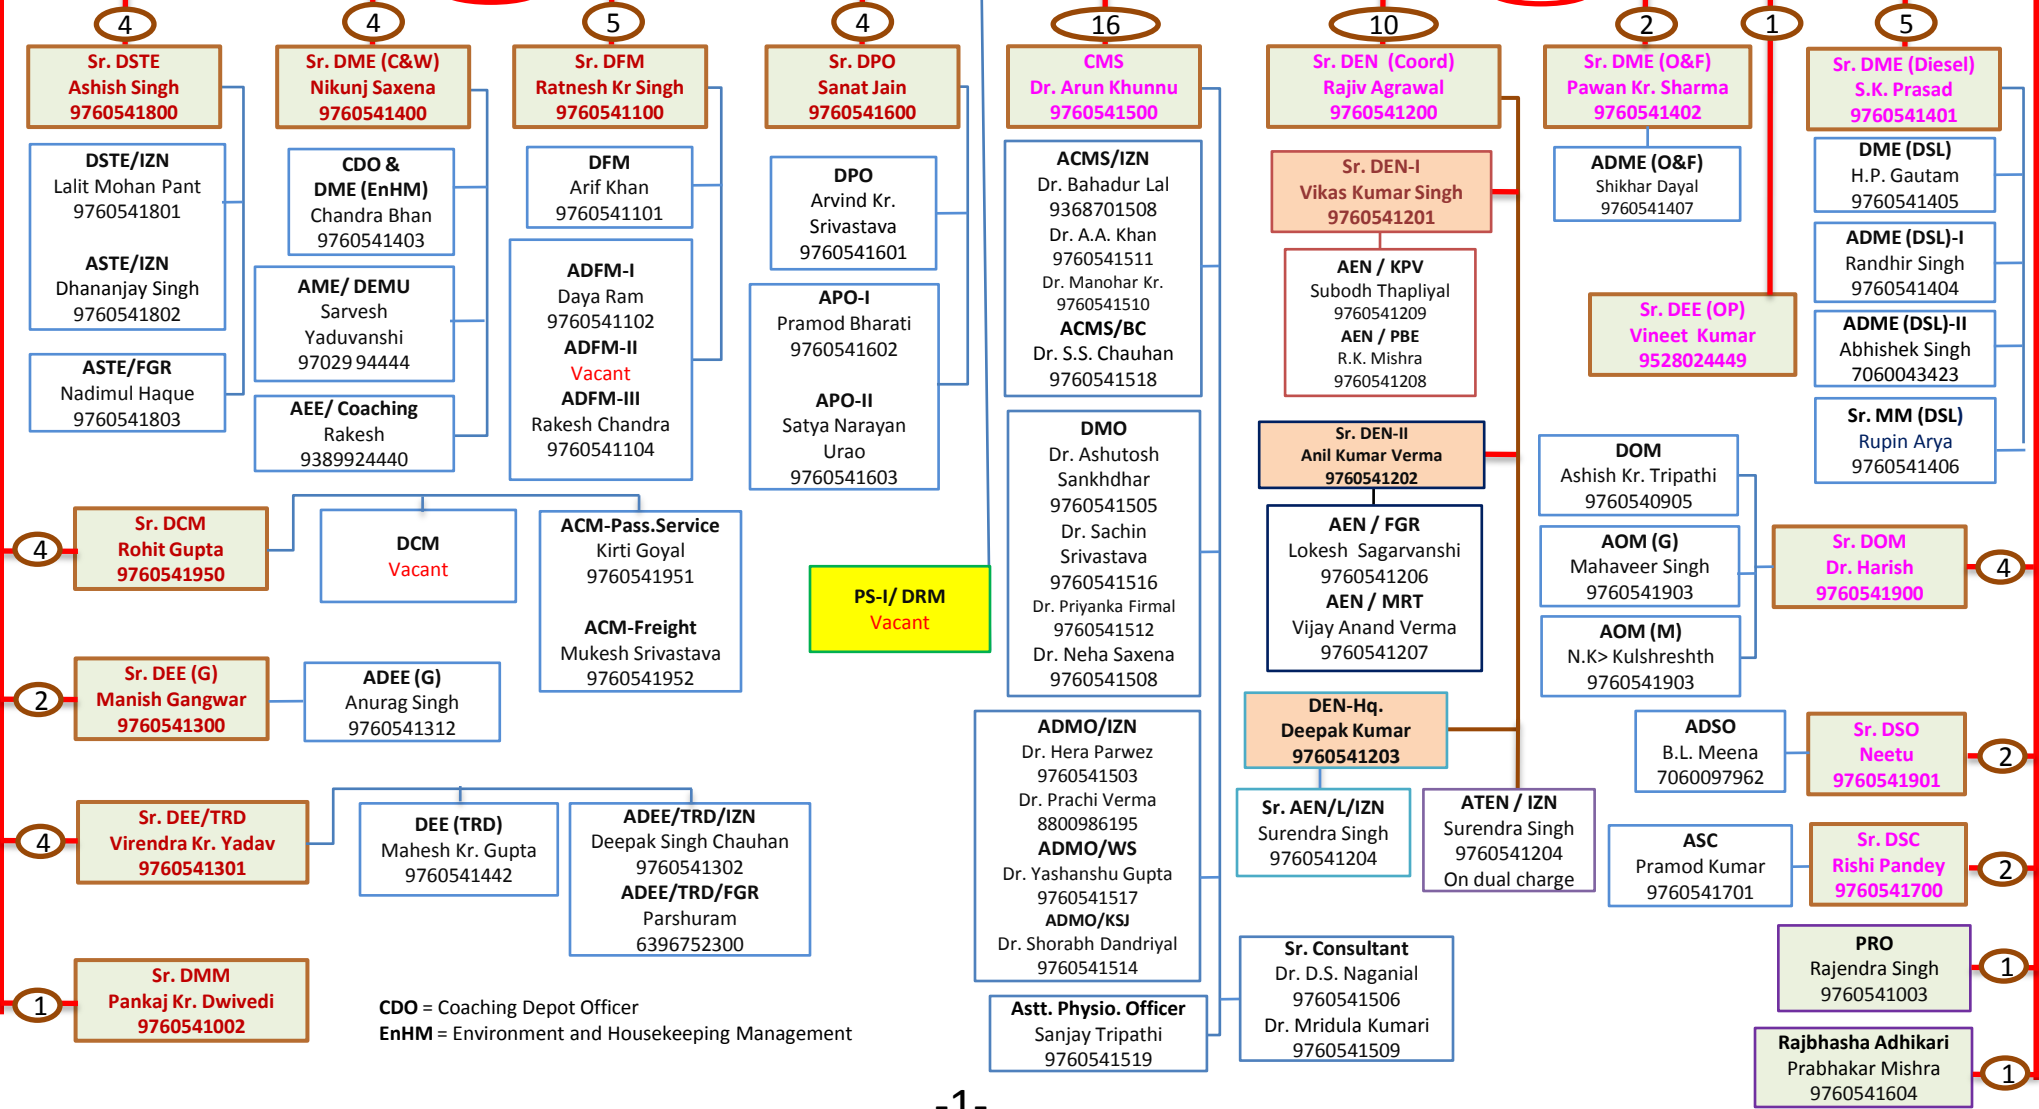 4
4
5
4
16
10
2
1
5
Sr. DSTE
Ashish Singh
9760541800
DSTE/IZN
Lalit Mohan Pant
9760541801
ASTE/IZN
Dhananjay Singh
9760541802
ASTE/FGR
Nadimul Haque
9760541803
Sr. DME (C&W)
Nikunj Saxena
9760541400
CDO &
DME (EnHM)
Chandra Bhan
9760541403
AME/ DEMU
Sarvesh
Yaduvanshi
97029 94444
AEE/ Coaching
Rakesh
9389924440
Sr. DFM
Ratnesh Kr Singh
9760541100
DFM
Arif Khan
9760541101
ADFM-I
Daya Ram
9760541102
ADFM-II
Vacant
ADFM-III
Rakesh Chandra
9760541104
Sr. DPO
Sanat Jain
9760541600
DPO
Arvind Kr.
Srivastava
9760541601
APO-I
Pramod Bharati
9760541602
APO-II
Satya Narayan
Urao
9760541603
CMS
Dr. Arun Khunnu
9760541500
ACMS/IZN
Dr. Bahadur Lal
9368701508
Dr. A.A. Khan
9760541511
Dr. Manohar Kr.
9760541510
ACMS/BC
Dr. S.S. Chauhan
9760541518
DMO
Dr. Ashutosh
Sankhdhar
9760541505
Dr. Sachin
Srivastava
9760541516
Dr. Priyanka Firmal
9760541512
Dr. Neha Saxena
9760541508
ADMO/IZN
Dr. Hera Parwez
9760541503
Dr. Prachi Verma
8800986195
ADMO/WS
Dr. Yashanshu Gupta
9760541517
ADMO/KSJ
Dr. Shorabh Dandriyal
9760541514
Astt. Physio. Officer
Sanjay Tripathi
9760541519
Sr. Consultant
Dr. D.S. Naganial
9760541506
Dr. Mridula Kumari
9760541509
Sr. DEN (Coord)
Rajiv Agrawal
9760541200
Sr. DEN-I
Vikas Kumar Singh
9760541201
AEN / KPV
Subodh Thapliyal
9760541209
AEN / PBE
R.K. Mishra
9760541208
Sr. DEN-II
Anil Kumar Verma
9760541202
AEN / FGR
Lokesh Sagarvanshi
9760541206
AEN / MRT
Vijay Anand Verma
9760541207
DEN-Hq.
Deepak Kumar
9760541203
Sr. AEN/L/IZN
Surendra Singh
9760541204
ATEN / IZN
Surendra Singh
9760541204
On dual charge
Sr. DME (O&F)
Pawan Kr. Sharma
9760541402
ADME (O&F)
Shikhar Dayal
9760541407
Sr. DEE (OP)
Vineet Kumar
9528024449
Sr. DME (Diesel)
S.K. Prasad
9760541401
DME (DSL)
H.P. Gautam
9760541405
ADME (DSL)-I
Randhir Singh
9760541404
ADME (DSL)-II
Abhishek Singh
7060043423
Sr. MM (DSL)
Rupin Arya
9760541406
4
Sr. DCM
Rohit Gupta
9760541950
DCM
Vacant
ACM-Pass.Service
Kirti Goyal
9760541951
ACM-Freight
Mukesh Srivastava
9760541952
PS-I/ DRM
Vacant
DOM
Ashish Kr. Tripathi
9760540905
AOM (G)
Mahaveer Singh
9760541903
AOM (M)
N.K> Kulshreshth
9760541903
Sr. DOM
Dr. Harish
9760541900
4
2
Sr. DEE (G)
Manish Gangwar
9760541300
ADEE (G)
Anurag Singh
9760541312
ADSO
B.L. Meena
7060097962
Sr. DSO
Neetu
9760541901
2
4
Sr. DEE/TRD
Virendra Kr. Yadav
9760541301
DEE (TRD)
Mahesh Kr. Gupta
9760541442
ADEE/TRD/IZN
Deepak Singh Chauhan
9760541302
ADEE/TRD/FGR
Parshuram
6396752300
ASC
Pramod Kumar
9760541701
Sr. DSC
Rishi Pandey
9760541700
2
1
Sr. DMM
Pankaj Kr. Dwivedi
9760541002
CDO = Coaching Depot Officer
EnHM = Environment and Housekeeping Management
PRO
Rajendra Singh
9760541003
1
Rajbhasha Adhikari
Prabhakar Mishra
9760541604
1
-1-